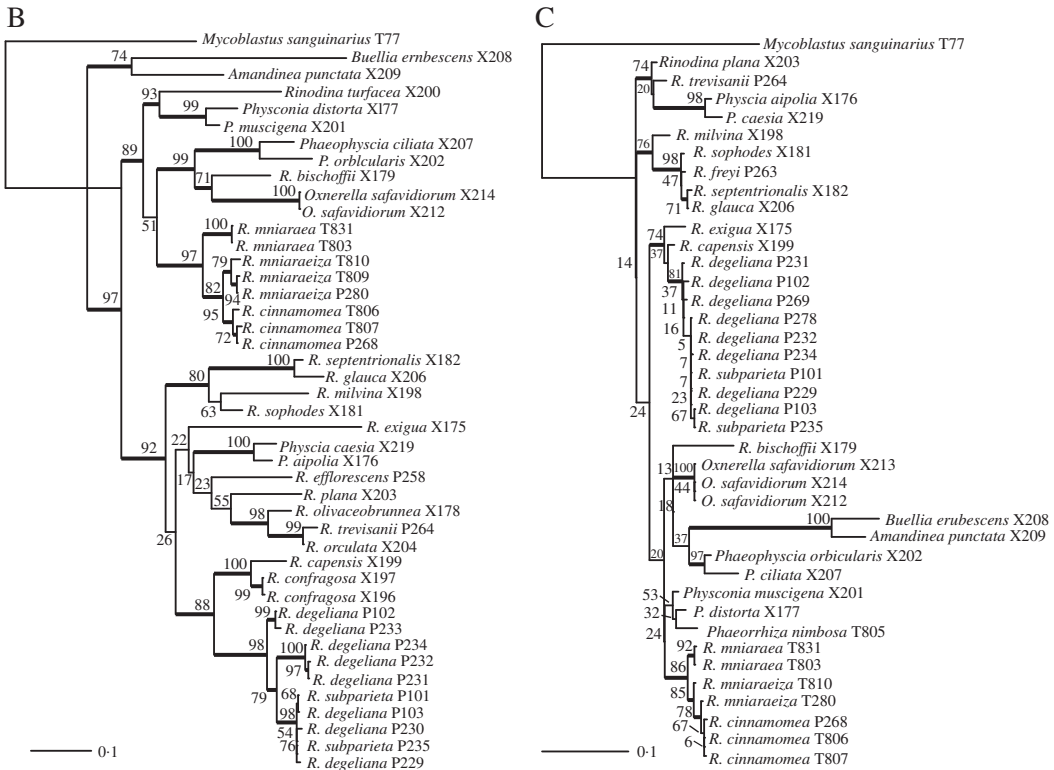 B
Mycoblastus sanguinarius T77
74
Buellia ernbescens X208
Amandinea punctata X209
93
Rinodina turfacea X200
99
Physconia distorta Xl77
P. muscigena X201
89
100
Phaeophyscia ciliata X207
99
P. orblcularis X202
71
R. bischoffii X179
100
Oxnerella safavidiorum X214
O. safavidiorum X212
51
100
R. mniaraea T831
R. mniaraea T803
97
79
R. mniaraeiza T810
R. mniaraeiza T809
82
94
R. mniaraeiza P280
95
R. cinnamomea T806
R. cinnamomea T807
72
R. cinnamomea P268
97
100
R. septentrionalis X182
80
R. glauca X206
R. milvina X198
63
R. sophodes X181
92
22
R. exigua X175
100
Physcia caesia X219
P. aipolia X176
17
23
R. efflorescens P258
55
R. plana X203
98
R. olivaceobrunnea X178
99
R. trevisanii P264
R. orculata X204
26
100
R. capensis X199
R. confragosa X197
99
R. confragosa X196
88
99
R. degeliana P102
R. degeliana P233
98
100
R. degeliana P234
R. degeliana P232
97
R. degeliana P231
79
68
R. subparieta P101
98
R. degeliana P103
54
R. degeliana P230
76
R. subparieta P235
R. degeliana P229
0·1
C
Mycoblastus sanguinarius T77
74
Rinodina plana X203
20
R. trevisanii P264
98
Physcia aipolia X176
P. caesia X219
76
R. milvina X198
98
R. sophodes X181
47
R. freyi P263
R. septentrionalis X182
71
R. glauca X206
14
74
R. exigua X175
37
R. capensis X199
81
R. degeliana P231
37
R. degeliana P102
11
R. degeliana P269
16
R. degeliana P278
5
R. degeliana P232
7
R. degeliana P234
7
R. subparieta P101
23
R. degeliana P229
67
R. degeliana P103
R. subparieta P235
24
13
R. bischoffii X179
100
Oxnerella safavidiorum X213
44
O. safavidiorum X214
O. safavidiorum X212
18
100
Buellia erubescens X208
37
Amandinea punctata X209
20
97
Phaeophyscia orbicularis X202
P. ciliata X207
53
Physconia muscigena X201
32
P. distorta X177
24
Phaeorrhiza nimbosa T805
92
R. mniaraea T831
86
R. mniaraea T803
85
R. mniaraeiza T810
78
R. mniaraeiza T280
67
R. cinnamomea P268
6
R. cinnamomea T806
R. cinnamomea T807
0·1